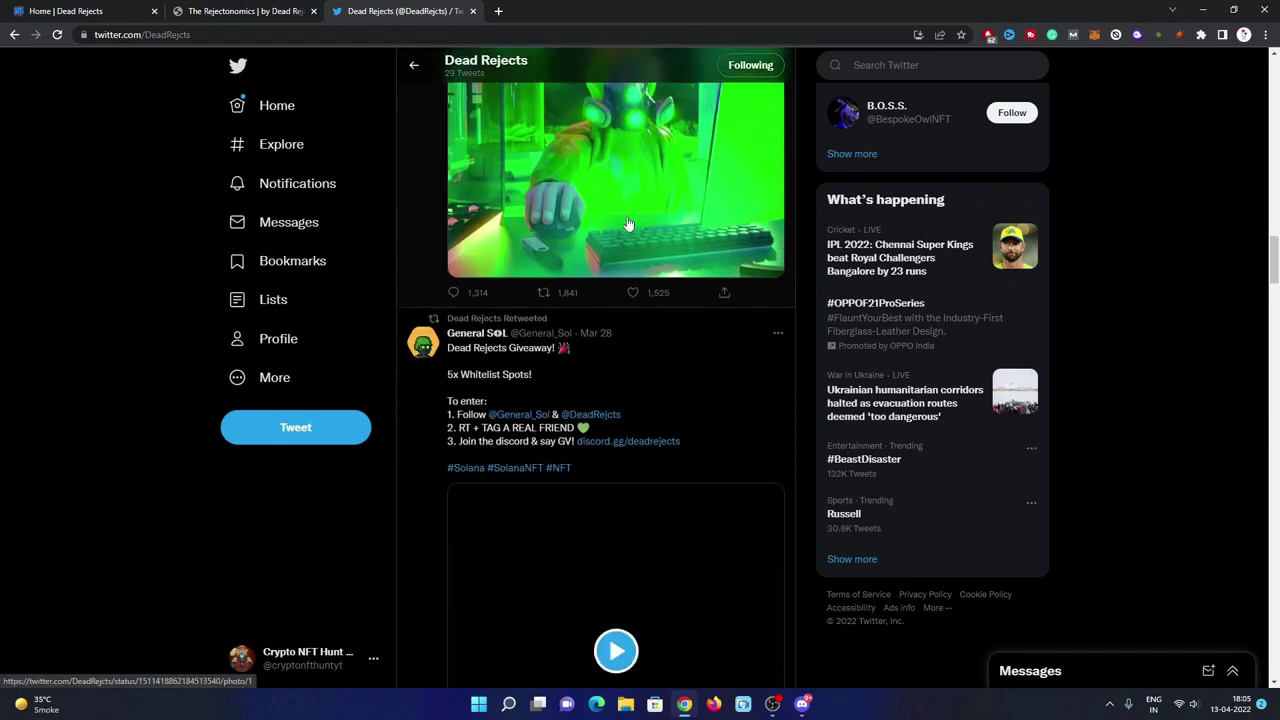 Home | Dead Rejects
The Rejectonomics | by Dead Rej
Dead Rejects (@DeadRejcts) / Tw
twitter.com/DeadRejcts
62
Dead Rejects
29 Tweets
Following
Search Twitter
Home
Explore
Notifications
Messages
Bookmarks
Lists
Profile
More
Tweet
Crypto NFT Hunt ...
@cryptonfthuntyt
1,314
1,841
1,525
Dead Rejects Retweeted
General S◎L @General_Sol · Mar 28
Dead Rejects Giveaway! 🎉
5x Whitelist Spots!
To enter:
1. Follow @General_Sol & @DeadRejcts
2. RT + TAG A REAL FRIEND 💚
3. Join the discord & say GV! discord.gg/deadrejects
#Solana #SolanaNFT #NFT
B.O.S.S.
@BespokeOwlNFT
Follow
Show more
What's happening
Cricket · LIVE
IPL 2022: Chennai Super Kings
beat Royal Challengers
Bangalore by 23 runs
#OPPOF21ProSeries
#FlauntYourBest with the Industry-First
Fiberglass-Leather Design.
Promoted by OPPO India
War in Ukraine · LIVE
Ukrainian humanitarian corridors
halted as evacuation routes
deemed 'too dangerous'
Entertainment · Trending
#BeastDisaster
132K Tweets
Sports · Trending
Russell
30.8K Tweets
Show more
Terms of Service Privacy Policy Cookie Policy
Accessibility Ads info More ···
© 2022 Twitter, Inc.
Messages
https://twitter.com/DeadRejcts/status/1511418862184513540/photo/1
35°C
Smoke
9+
ENG
IN
18:05
13-04-2022
2